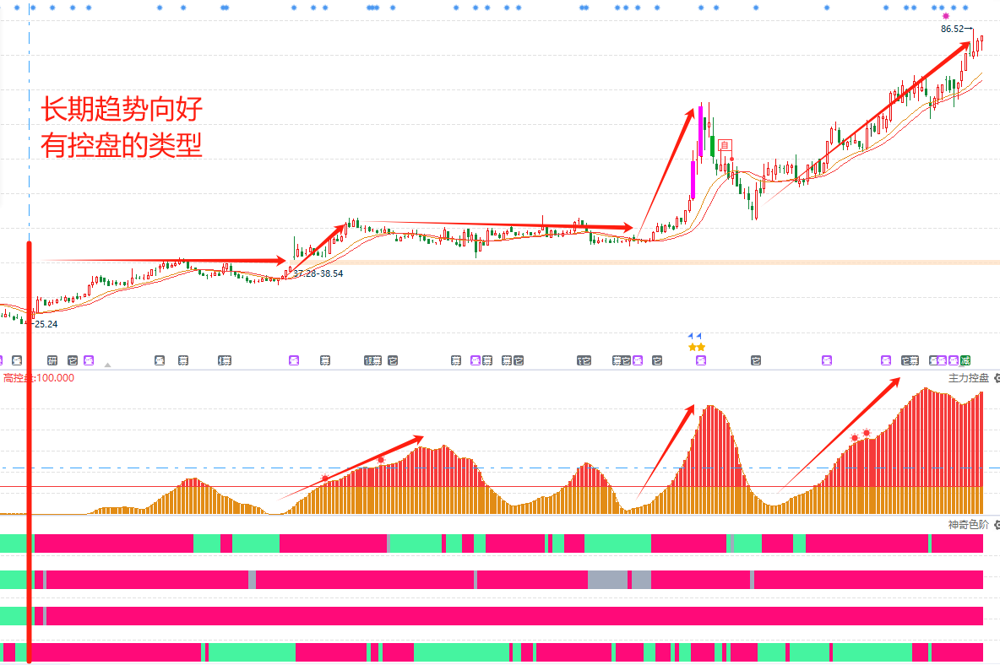 86.52
长期趋势向好
有控盘的类型
自
37.28-38.54
25.24
高控盘:100.000
主力控盘
神奇色阶